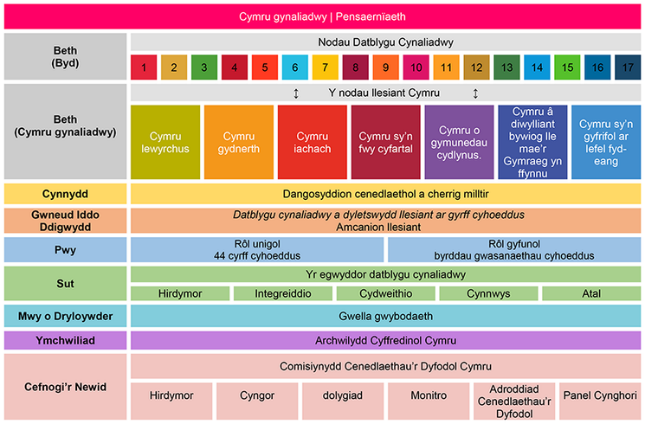 Cymru gynaliadwy | Pensaernïaeth
Beth
(Byd)
Nodau Datblygu Cynaliadwy
1 2 3 4 5 6 7 8 9 10 11 12 13 14 15 16 17
Beth
(Cymru gynaliadwy)
↕ Y nodau llesiant Cymru ↕
Cymru
lewyrchus
Cymru
gydnerth
Cymru
iachach
Cymru sy'n
fwy cyfartal
Cymru o
gymunedau
cydlynus.
Cymru â
diwylliant
bywiog lle
mae'r
Gymraeg yn
ffynnu
Cymru sy'n
gyfrifol ar
lefel fyd-
eang
Cynnydd
Dangosyddion cenedlaethol a cherrig milltir
Gwneud Iddo
Ddigwydd
Datblygu cynaliadwy a dyletswydd llesiant ar gyrff cyhoeddus
Amcanion llesiant
Pwy
Rôl unigol
44 cyrff cyhoeddus
Rôl gyfunol
byrddau gwasanaethau cyhoeddus
Sut
Yr egwyddor datblygu cynaliadwy
Hirdymor
Integreiddio
Cydweithio
Cynnwys
Atal
Mwy o Dryloywder
Gwella gwybodaeth
Ymchwiliad
Archwilydd Cyffredinol Cymru
Cefnogi'r Newid
Comisiynydd Cenedlaethau'r Dyfodol Cymru
Hirdymor
Cyngor
dolygiad
Monitro
Adroddiad
Cenedlaethau'r
Dyfodol
Panel Cynghori